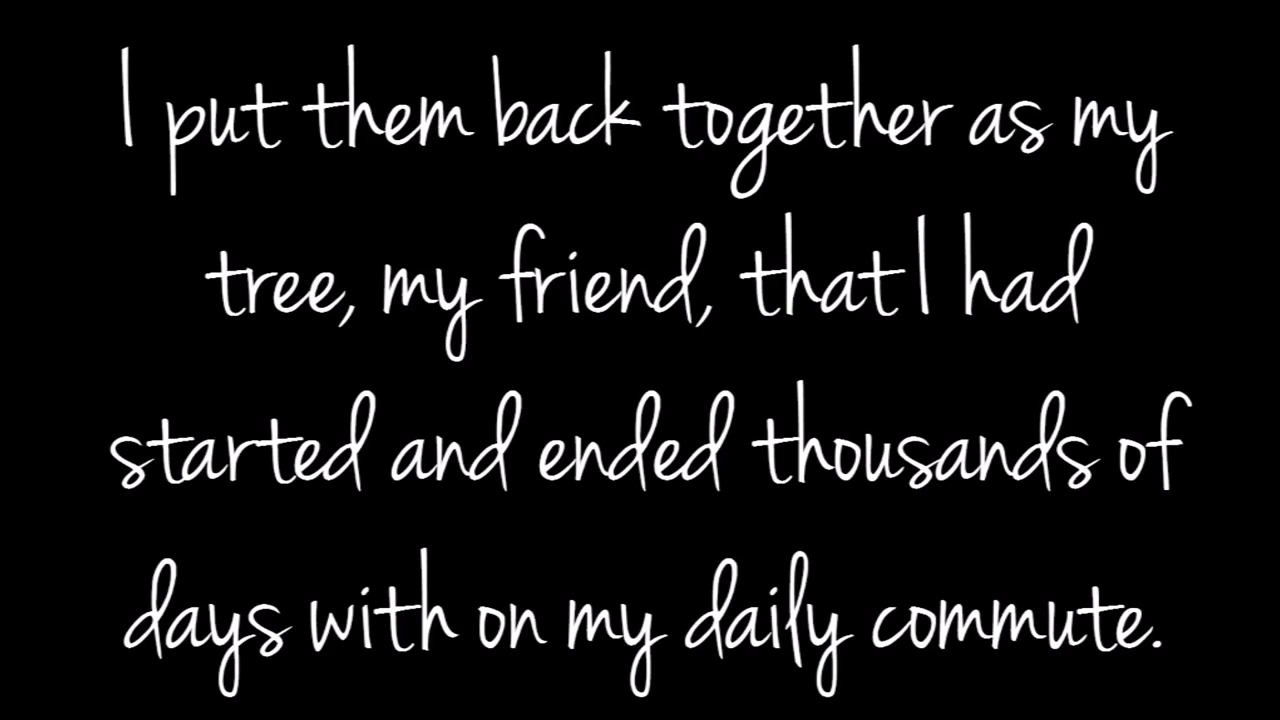 I put them back together as my
tree, my friend, that I had
started and ended thousands of
days with on my daily commute.